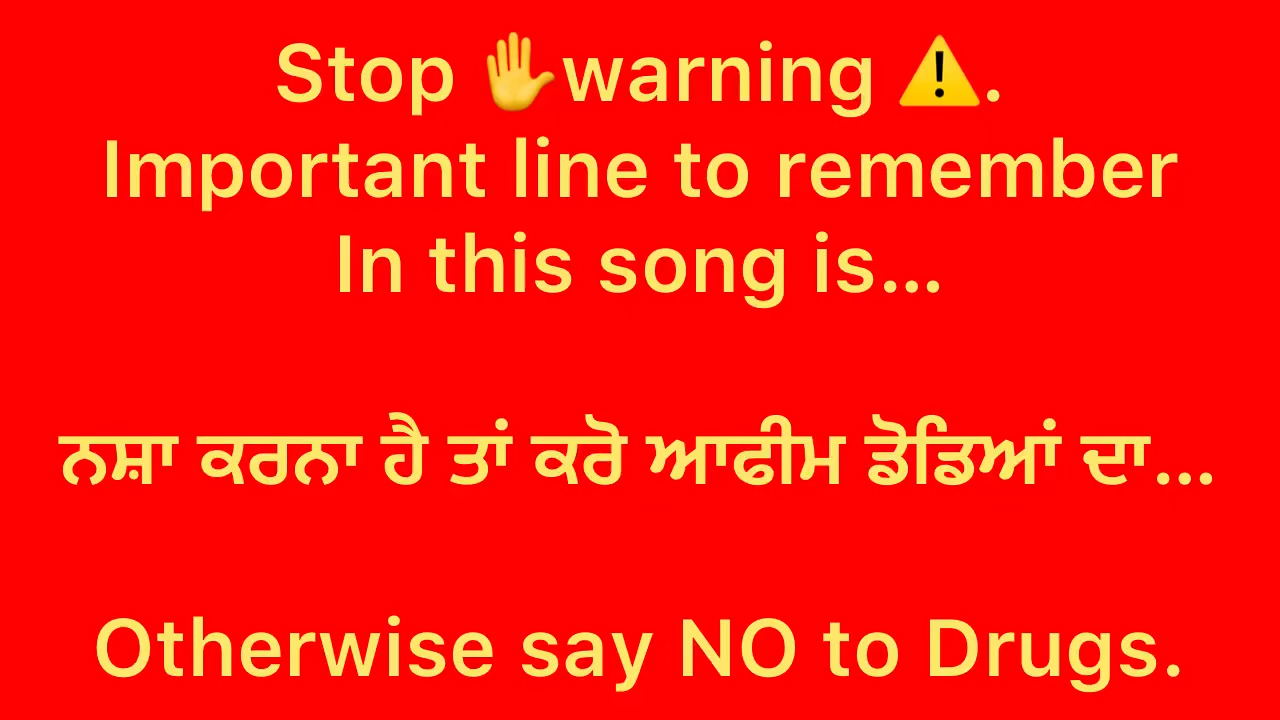 Stop ✋warning ⚠️.
Important line to remember
In this song is...
ਨਸ਼ਾ ਕਰਨਾ ਹੈ ਤਾਂ ਕਰੋ ਆਫੀਮ ਡੋਡਿਆਂ ਦਾ...
Otherwise say NO to Drugs.